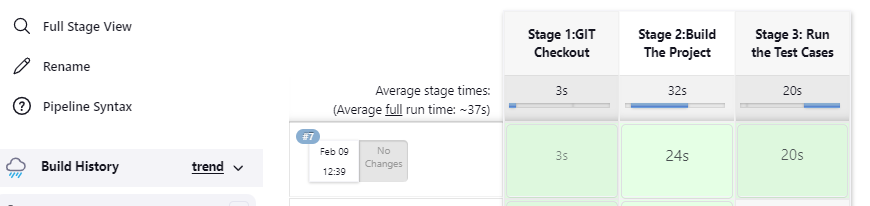 Full Stage View
Rename
Pipeline Syntax
Build History trend
Stage 1:GIT
Checkout
Stage 2:Build
The Project
Stage 3: Run
the Test Cases
Average stage times:
(Average full run time: ~37s)
3s
32s
20s
#7
Feb 09
12:39
No
Changes
3s
24s
20s